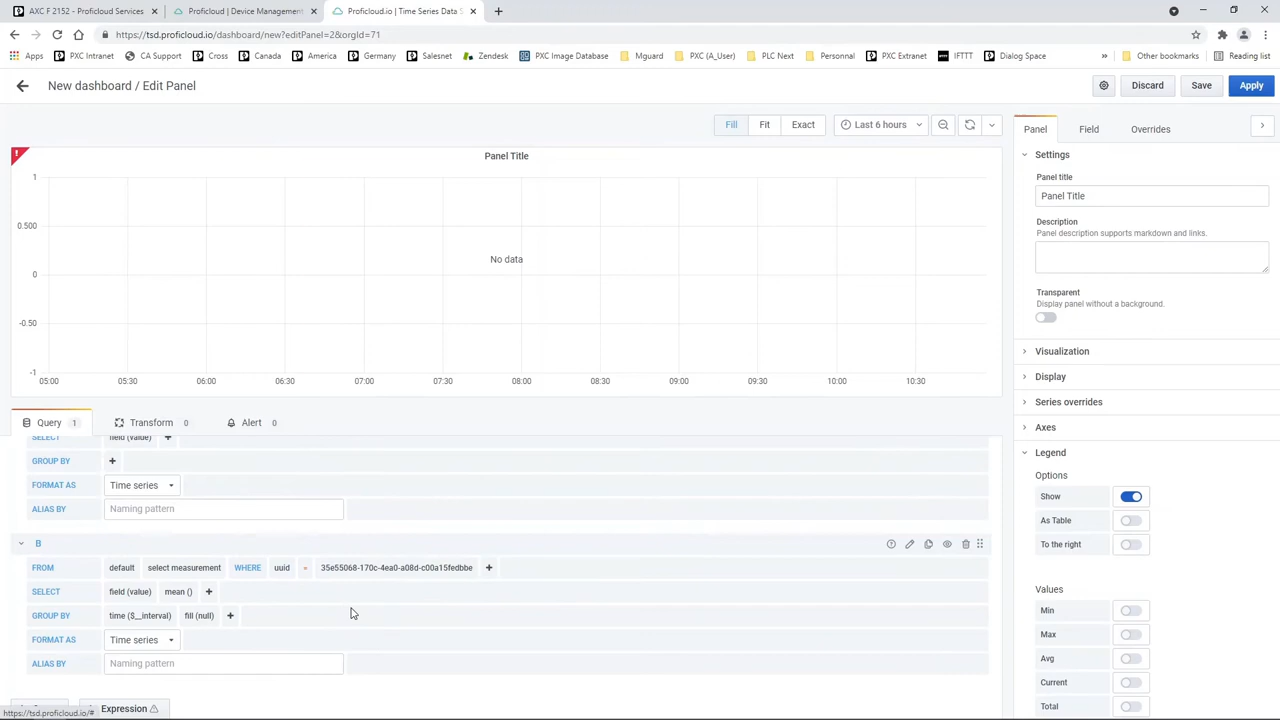 AXC F 2152 - Proficloud Services
Proficloud | Device Management
Proficloud.io | Time Series Data S
https://tsd.proficloud.io/dashboard/new?editPanel=2&orgId=71
Apps PXC Intranet CA Support Cross Canada America Germany Salesnet Zendesk PXC Image Database Mguard PXC (A_User) PLC Next Personnal PXC Extranet IFTTT Dialog Space » Other bookmarks Reading list
New dashboard / Edit Panel Discard Save Apply
Fill Fit Exact Last 6 hours
Panel Field Overrides
Panel Title
1
0.500
0
-0.50
-1
No data
05:00 05:30 06:00 06:30 07:00 07:30 08:00 08:30 09:00 09:30 10:00 10:30
Query 1 Transform 0 Alert 0
SELECT field (value) +
GROUP BY +
FORMAT AS Time series
ALIAS BY Naming pattern
B
FROM default select measurement WHERE uuid = 35e55068-170c-4ea0-a08d-c00a15fedbbe +
SELECT field (value) mean () +
GROUP BY time ($__interval) fill (null) +
FORMAT AS Time series
ALIAS BY Naming pattern
Expression
https://tsd.proficloud.io/#
Settings
Panel title
Panel Title
Description
Panel description supports markdown and links.
Transparent
Display panel without a background.
Visualization
Display
Series overrides
Axes
Legend
Options
Show
As Table
To the right
Values
Min
Max
Avg
Current
Total